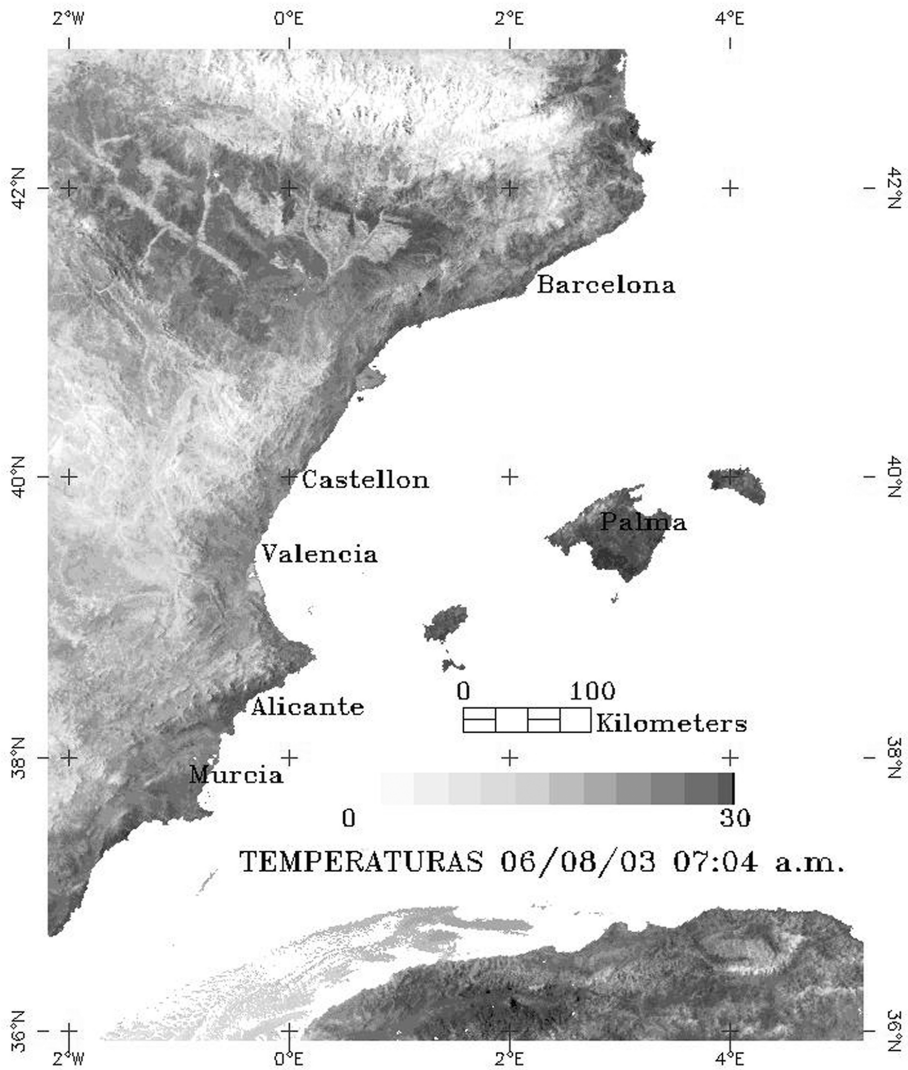 2°W 0°E 2°E 4°E
42°N 42°N
Barcelona
40°N 40°N
Castellon
Palma
Valencia
0 100
Alicante
Kilometers
38°N 38°N
Murcia
0 30
TEMPERATURAS 06/08/03 07:04 a.m.
36°N 36°N
2°W 0°E 2°E 4°E